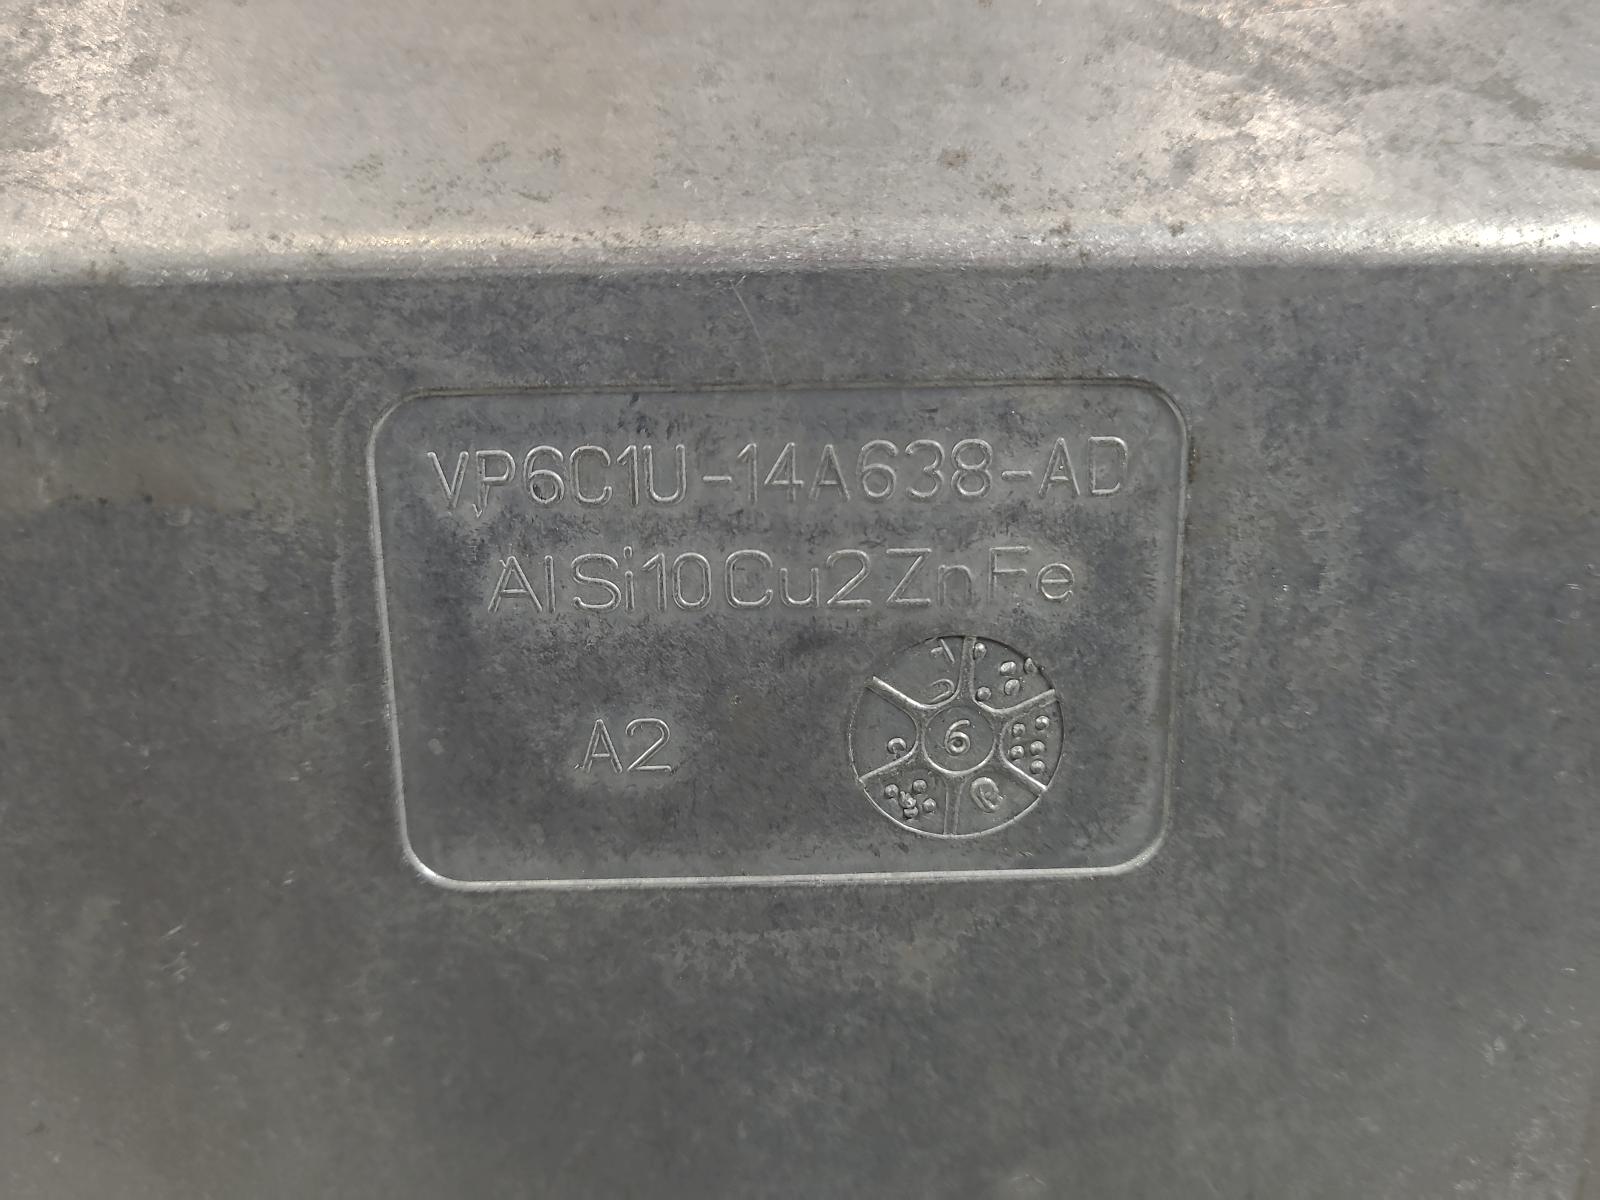 VP6C1U-14A638-AD
AlSi10Cu2ZnFe
A2
6